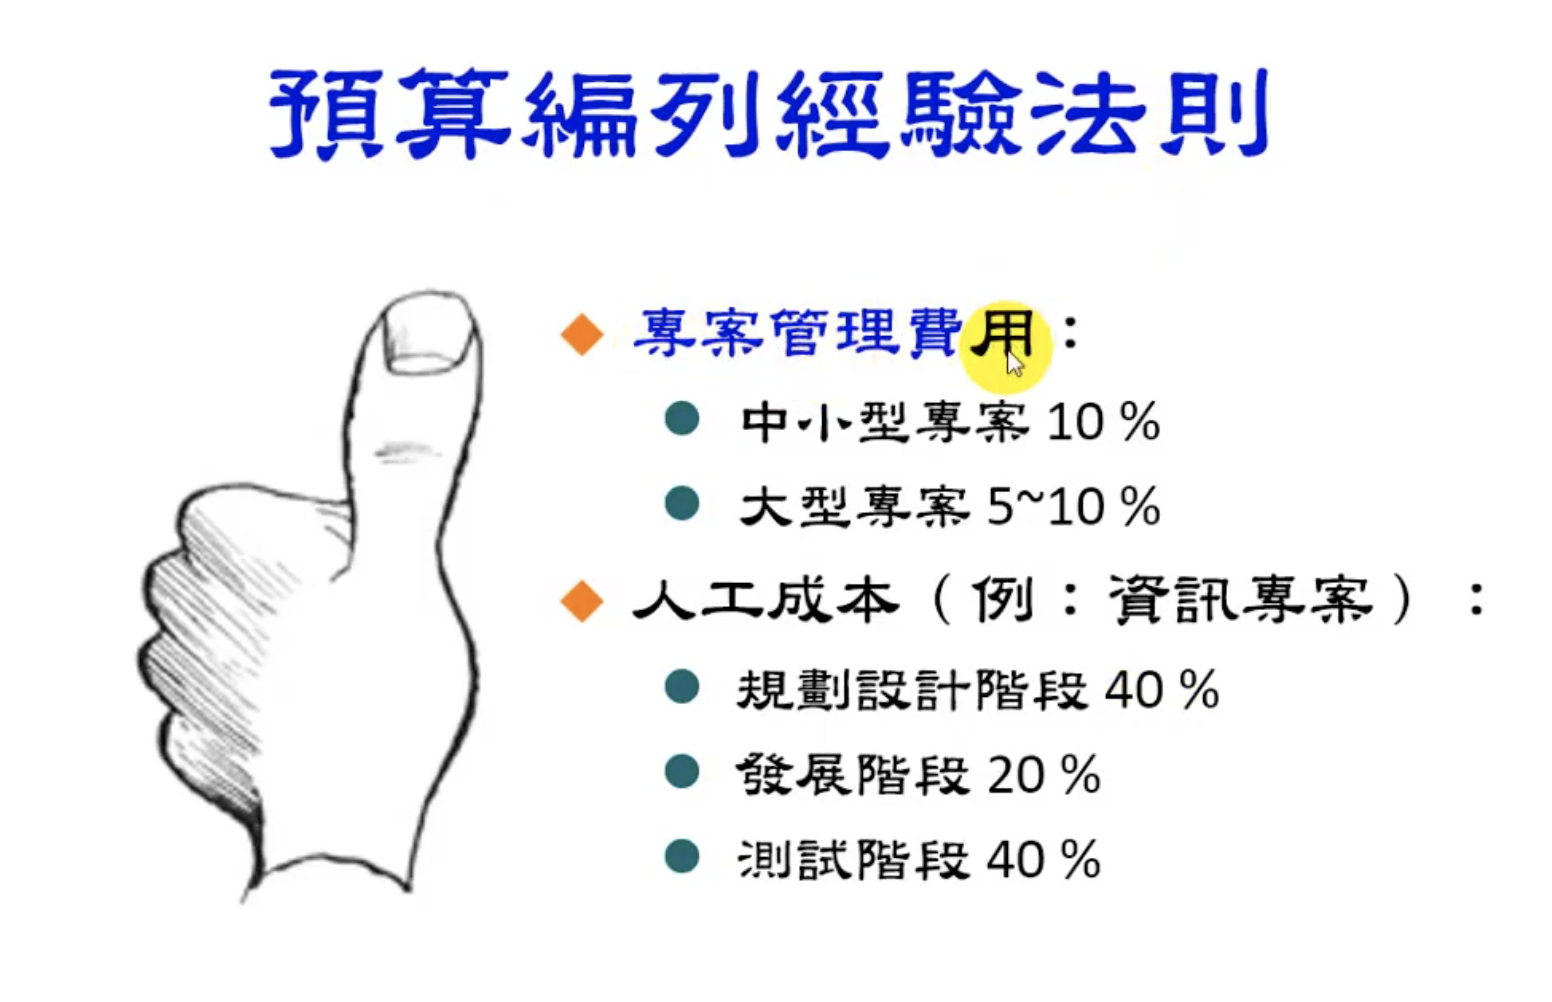 預算編列經驗法則
專案管理費用：
中小型專案 10 %
大型專案 5~10 %
人工成本（例：資訊專案）：
規劃設計階段 40 %
發展階段 20 %
測試階段 40 %